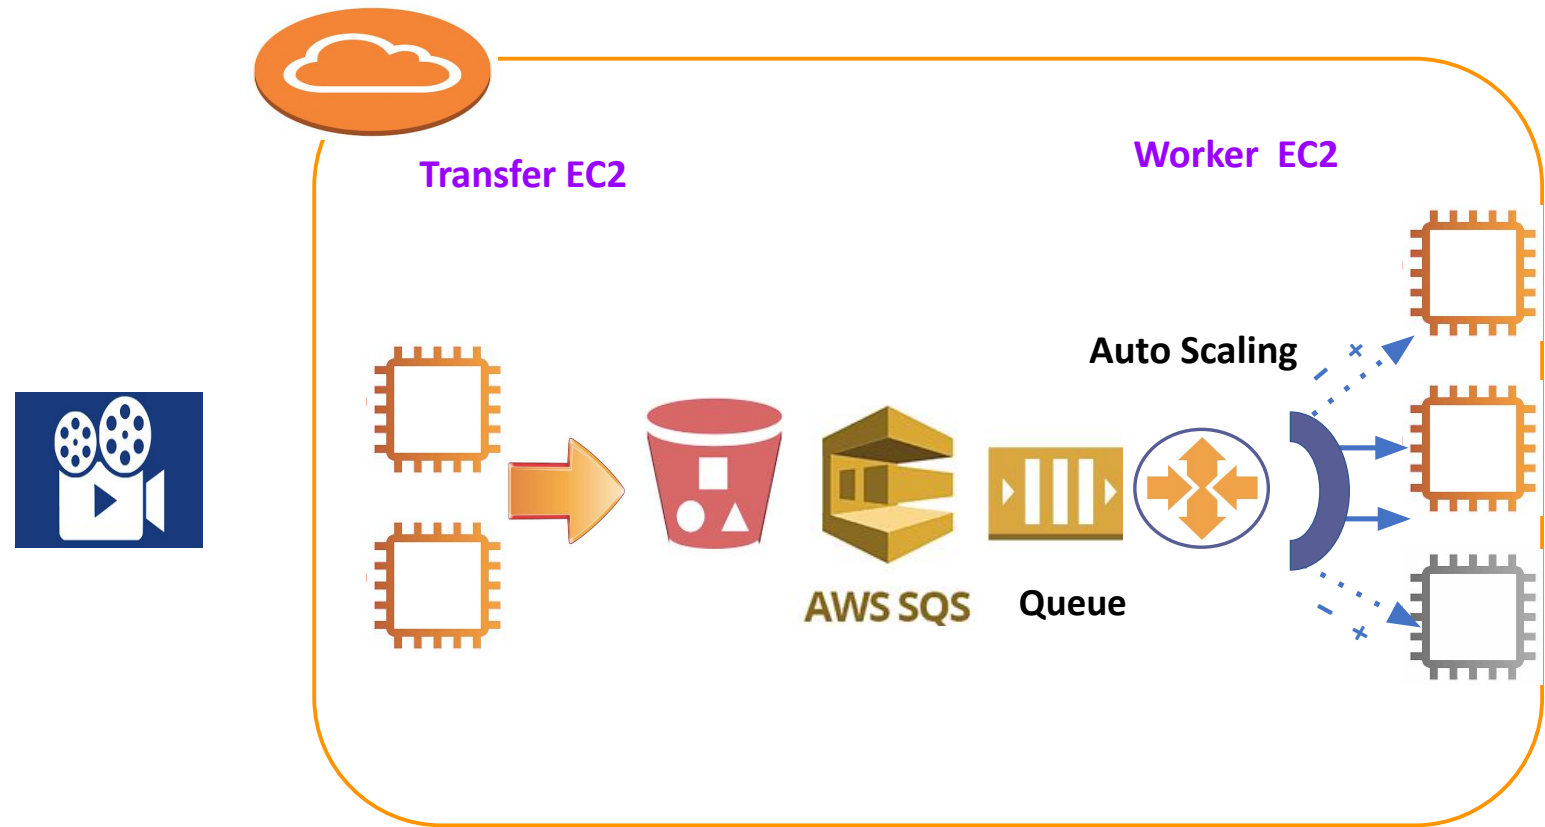 Transfer EC2
Worker EC2
Auto Scaling
AWS SQS
Queue